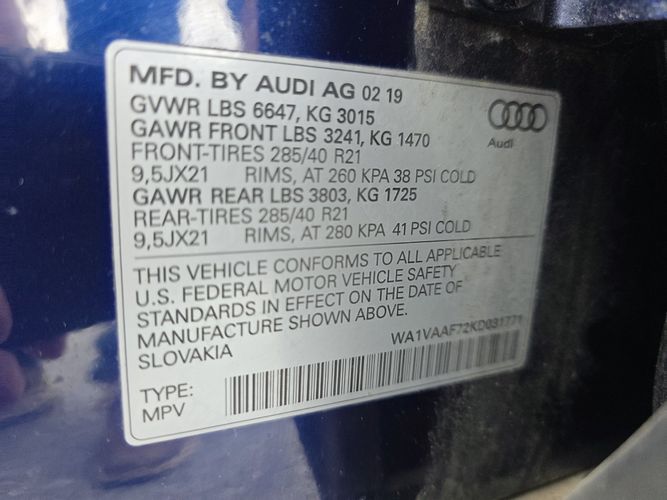 MFD. BY AUDI AG 02 19
GVWR LBS 6647, KG 3015
GAWR FRONT LBS 3241, KG 1470
FRONT-TIRES 285/40 R21
9,5JX21 RIMS, AT 260 KPA 38 PSI COLD
GAWR REAR LBS 3803, KG 1725
REAR-TIRES 285/40 R21
9,5JX21 RIMS, AT 280 KPA 41 PSI COLD
Audi
THIS VEHICLE CONFORMS TO ALL APPLICABLE
U.S. FEDERAL MOTOR VEHICLE SAFETY
STANDARDS IN EFFECT ON THE DATE OF
MANUFACTURE SHOWN ABOVE.
SLOVAKIA
WA1VAAF72KD031771
TYPE:
MPV